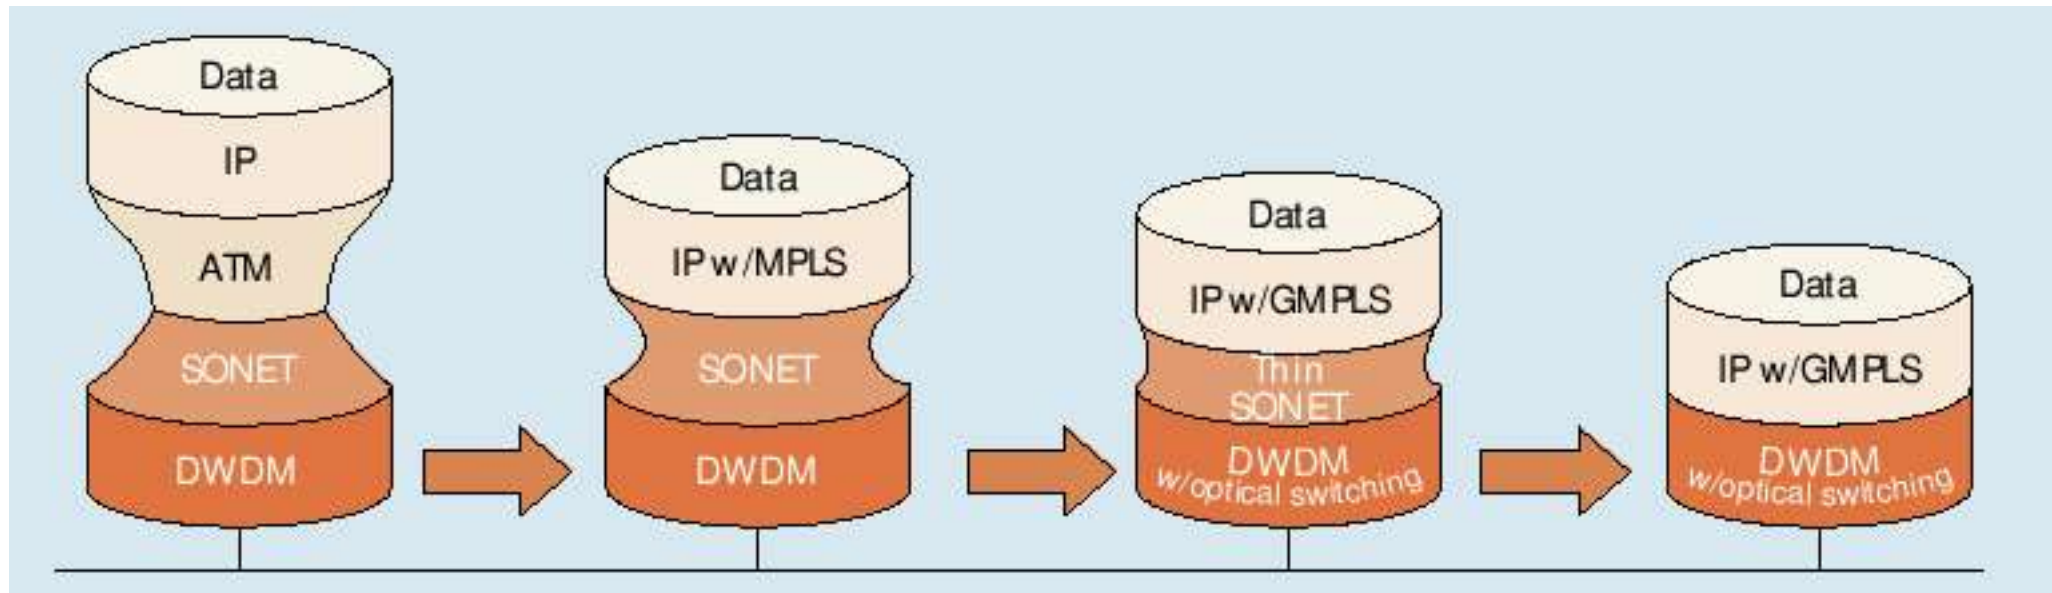 Data
IP
ATM
SONET
DWDM
Data
IP w/MPLS
SONET
DWDM
Data
IP w/GMPLS
Thin
SONET
DWDM
w/optical switching
Data
IP w/GMPLS
DWDM
w/optical switching